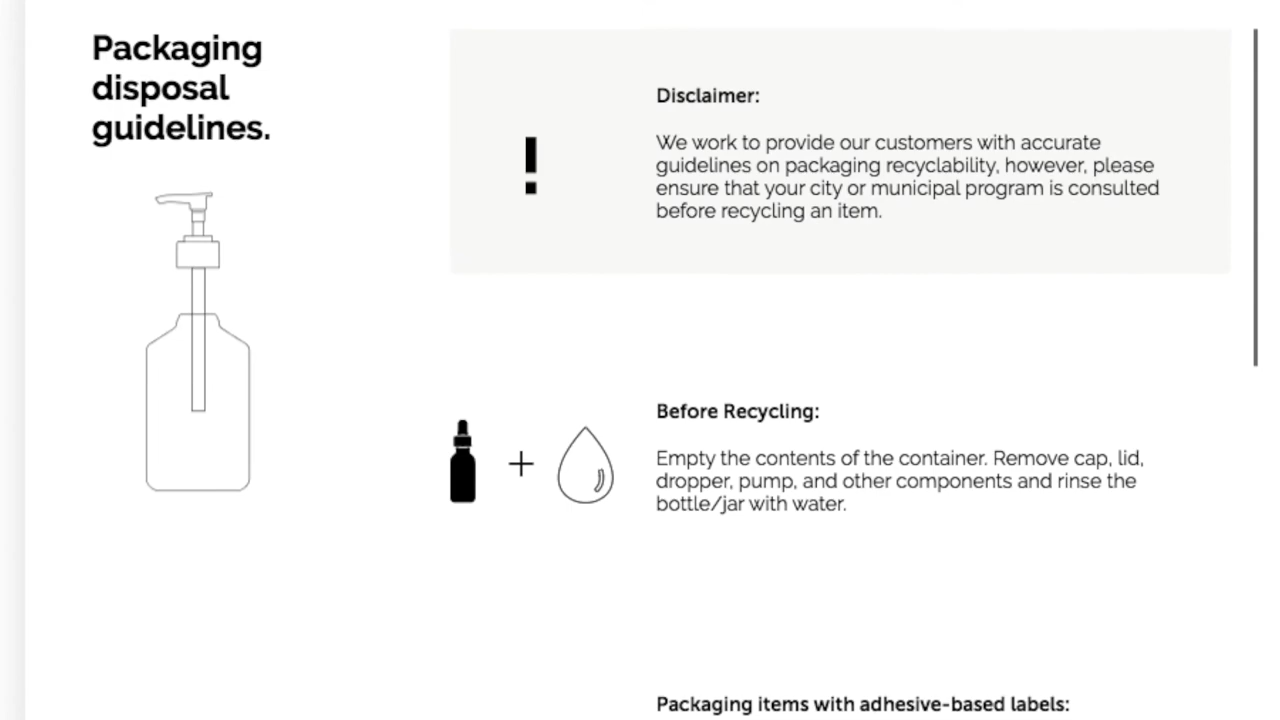 Packaging
disposal
guidelines.
Disclaimer:
We work to provide our customers with accurate
guidelines on packaging recyclability, however, please
ensure that your city or municipal program is consulted
before recycling an item.
Before Recycling:
Empty the contents of the container. Remove cap, lid,
dropper, pump, and other components and rinse the
bottle/jar with water.
Packaging items with adhesive-based labels: